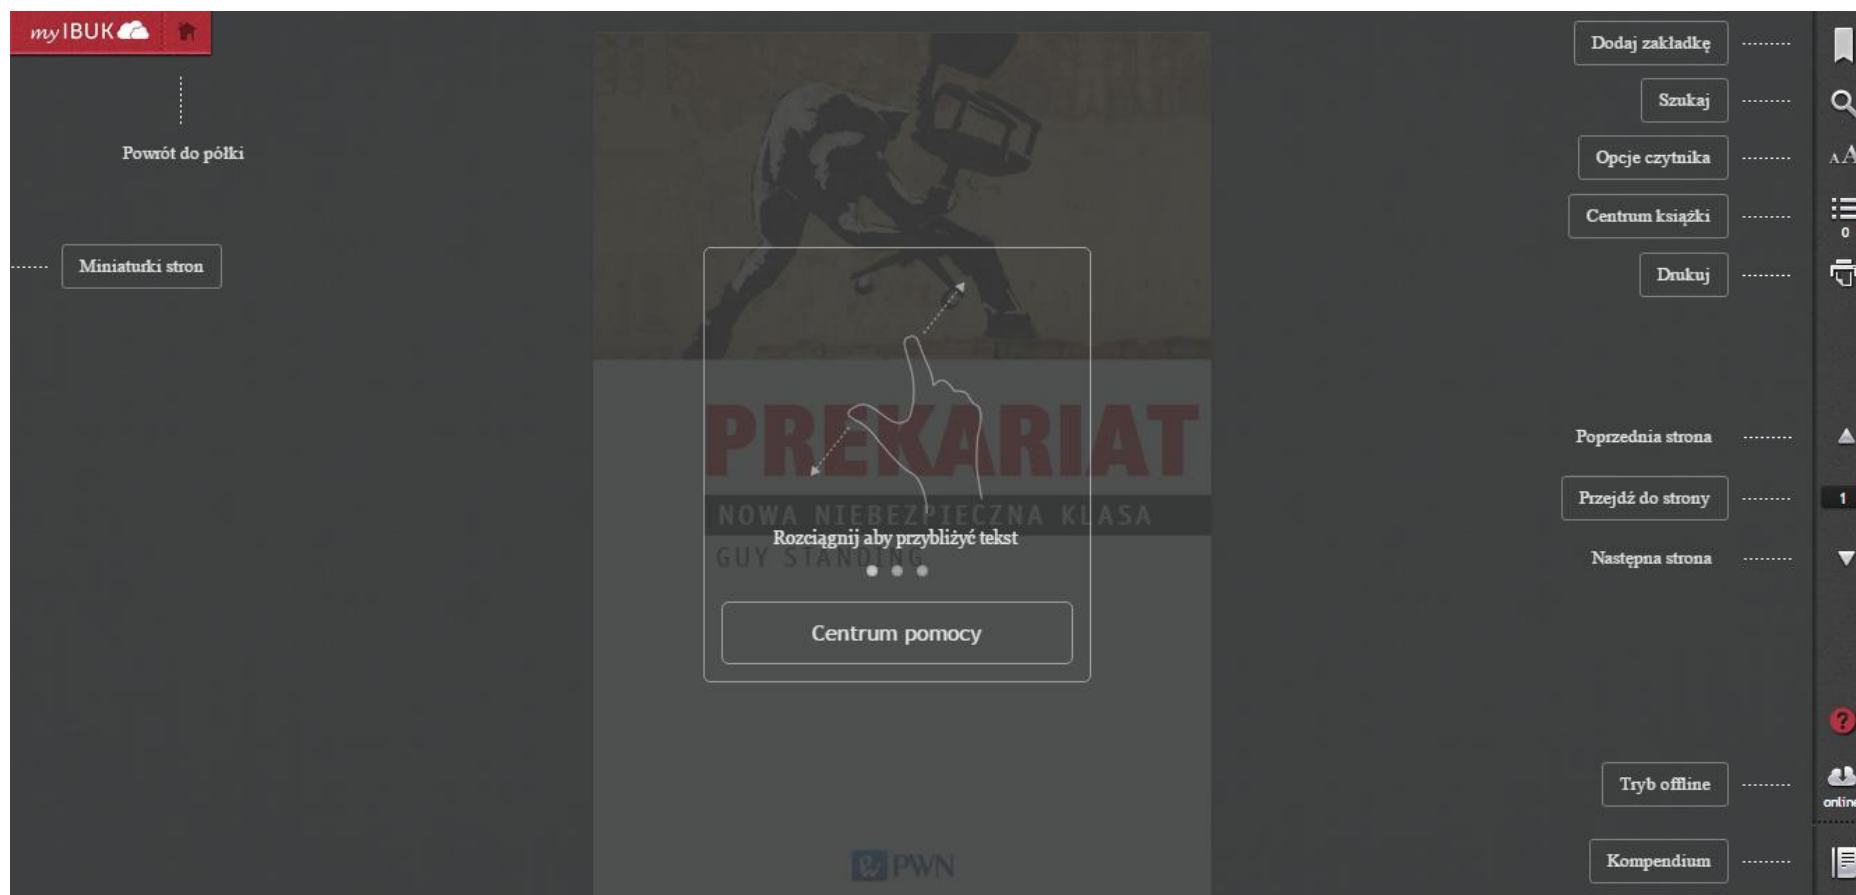 my IBUK
Powrót do półki
Miniaturki stron
PREKARIAT
NOWA NIEBEZPIECZNA KLASA
GUY STANDING
Rozciągnij aby przybliżyć tekst
Centrum pomocy
PWN
Dodaj zakładkę
Szukaj
Opcje czytnika
AA
Centrum książki
0
Drukuj
Poprzednia strona
Przejdź do strony
1
Następna strona
?
Tryb offline
online
Kompendium